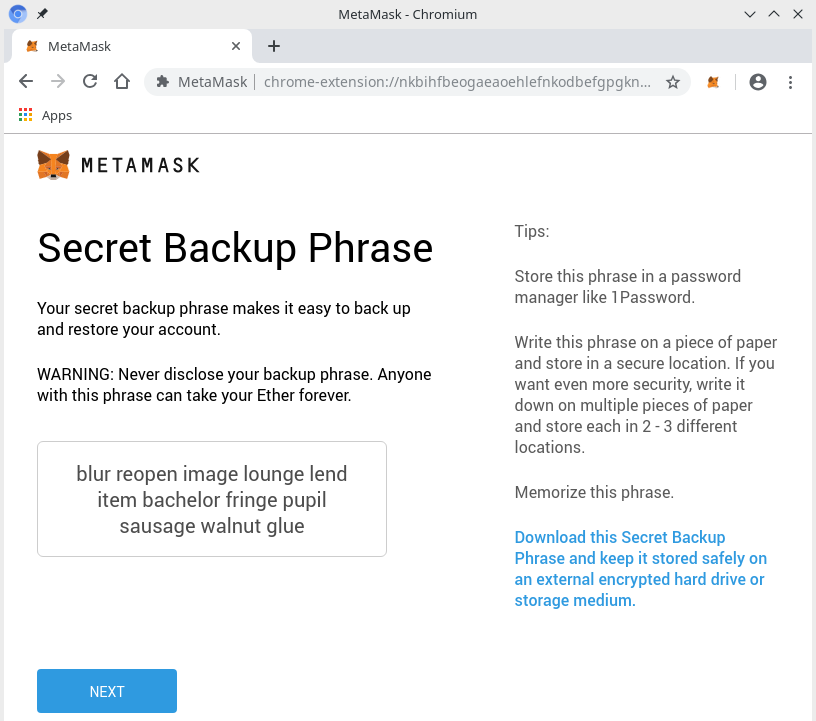 MetaMask - Chromium
MetaMask
MetaMask | chrome-extension://nkbihfbeogaeaoehlefnkodbefgpgkn...
Apps
METAMASK
Secret Backup Phrase
Your secret backup phrase makes it easy to back up
and restore your account.
WARNING: Never disclose your backup phrase. Anyone
with this phrase can take your Ether forever.
blur reopen image lounge lend
item bachelor fringe pupil
sausage walnut glue
NEXT
Tips:
Store this phrase in a password
manager like 1Password.
Write this phrase on a piece of paper
and store in a secure location. If you
want even more security, write it
down on multiple pieces of paper
and store each in 2 - 3 different
locations.
Memorize this phrase.
Download this Secret Backup
Phrase and keep it stored safely on
an external encrypted hard drive or
storage medium.